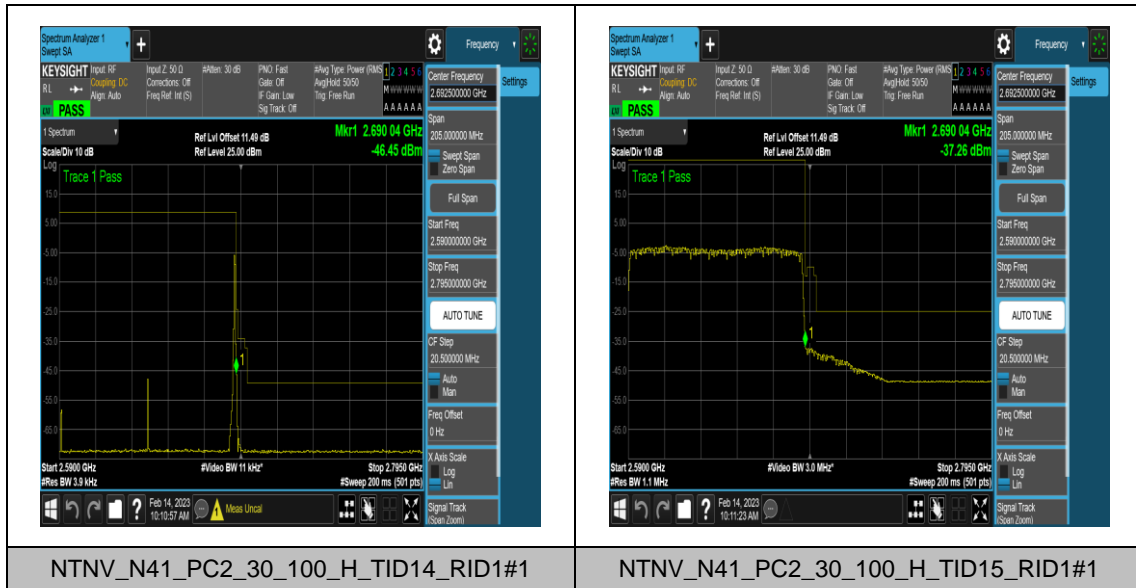 Spectrum Analyzer 1
Swept SA
+
Frequency
KEYSIGHT
Input: RF
Input Z: 50 Ω
#Atten: 30 dB
PNO: Fast
#Avg Type: Power (RMS
1 2 3 4 5 6
RL
Coupling: DC
Corrections: Off
Gate: Off
Avg|Hold: 50/50
M W W W W W
Align: Auto
Freq Ref: Int (S)
IF Gain: Low
Trig: Free Run
Sig Track: Off
A A A A A A
PASS
Center Frequency
2.692500000 GHz
Settings
1 Spectrum
Ref Lvl Offset 11.49 dB
Mkr1 2.690 04 GHz
Scale/Div 10 dB
Ref Level 25.00 dBm
-46.45 dBm
Span
205.000000 MHz
Swept Span
Zero Span
Log
Trace 1 Pass
Full Span
15.0
5.00
Start Freq
2.590000000 GHz
-5.00
Stop Freq
2.795000000 GHz
-15.0
AUTO TUNE
-25.0
-35.0
CF Step
20.500000 MHz
1
-45.0
Auto
Man
-55.0
Freq Offset
0 Hz
-65.0
X Axis Scale
Log
Lin
Start 2.5900 GHz
#Video BW 11 kHz*
Stop 2.7950 GHz
#Res BW 3.9 kHz
#Sweep 200 ms (501 pts)
?
Feb 14, 2023
10:10:57 AM
Meas Uncal
Signal Track
(Span Zoom)
Spectrum Analyzer 1
Swept SA
+
Frequency
KEYSIGHT
Input: RF
Input Z: 50 Ω
#Atten: 30 dB
PNO: Fast
#Avg Type: Power (RMS
1 2 3 4 5 6
RL
Coupling: DC
Corrections: Off
Gate: Off
Avg|Hold: 50/50
M W W W W W
Align: Auto
Freq Ref: Int (S)
IF Gain: Low
Trig: Free Run
Sig Track: Off
A A A A A A
PASS
Center Frequency
2.692500000 GHz
Settings
1 Spectrum
Ref Lvl Offset 11.49 dB
Mkr1 2.690 04 GHz
Scale/Div 10 dB
Ref Level 25.00 dBm
-37.26 dBm
Span
205.000000 MHz
Swept Span
Zero Span
Log
Trace 1 Pass
Full Span
15.0
5.00
Start Freq
2.590000000 GHz
-5.00
Stop Freq
2.795000000 GHz
-15.0
AUTO TUNE
-25.0
-35.0
CF Step
20.500000 MHz
1
-45.0
Auto
Man
-55.0
Freq Offset
0 Hz
-65.0
X Axis Scale
Log
Lin
Start 2.5900 GHz
#Video BW 3.0 MHz*
Stop 2.7950 GHz
#Res BW 1.1 MHz
#Sweep 200 ms (501 pts)
?
Feb 14, 2023
10:11:23 AM
Signal Track
(Span Zoom)
NTNV_N41_PC2_30_100_H_TID14_RID1#1
NTNV_N41_PC2_30_100_H_TID15_RID1#1